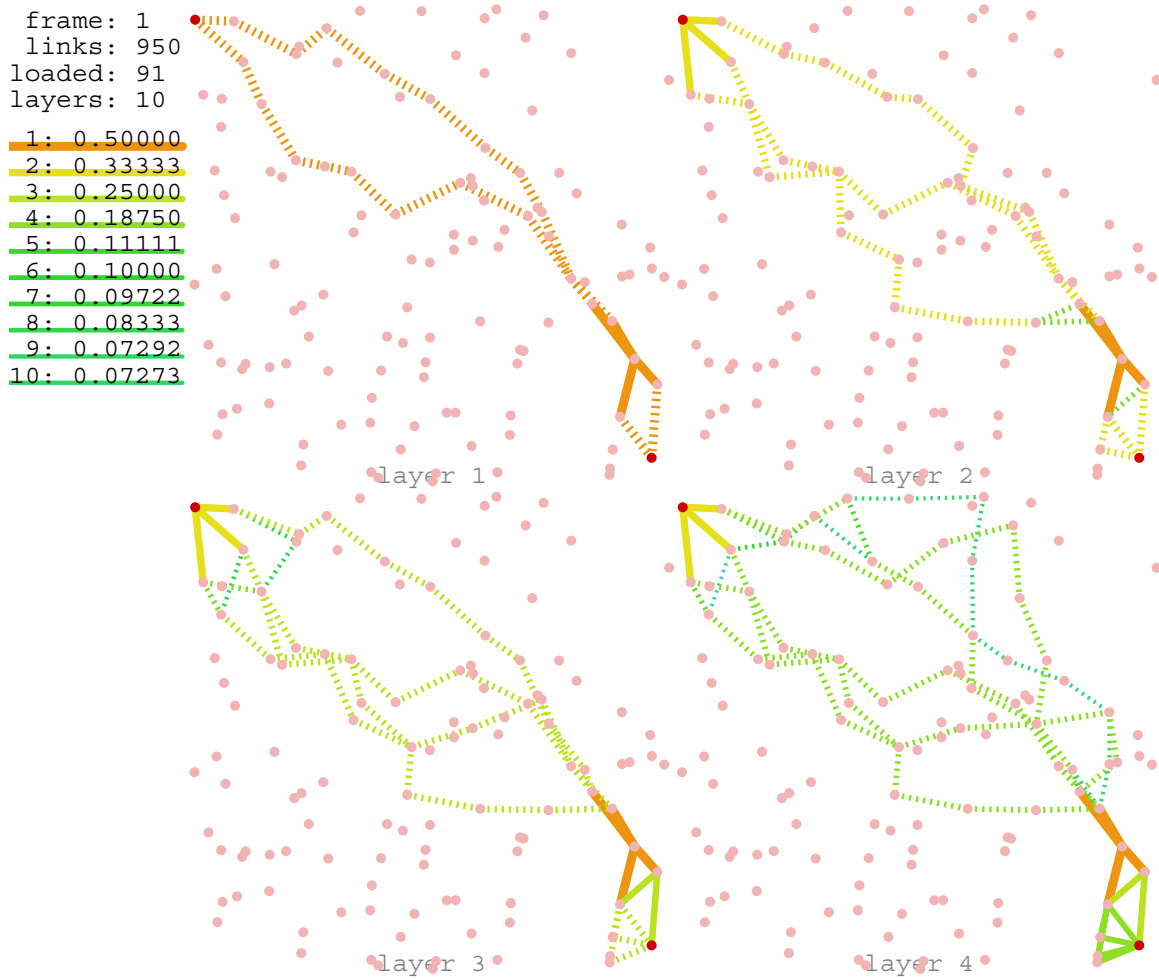 frame: 1
links: 950
loaded: 91
layers: 10
1: 0.50000
2: 0.33333
3: 0.25000
4: 0.18750
5: 0.11111
6: 0.10000
7: 0.09722
8: 0.08333
9: 0.07292
10: 0.07273
layer 1
layer 2
layer 3
layer 4